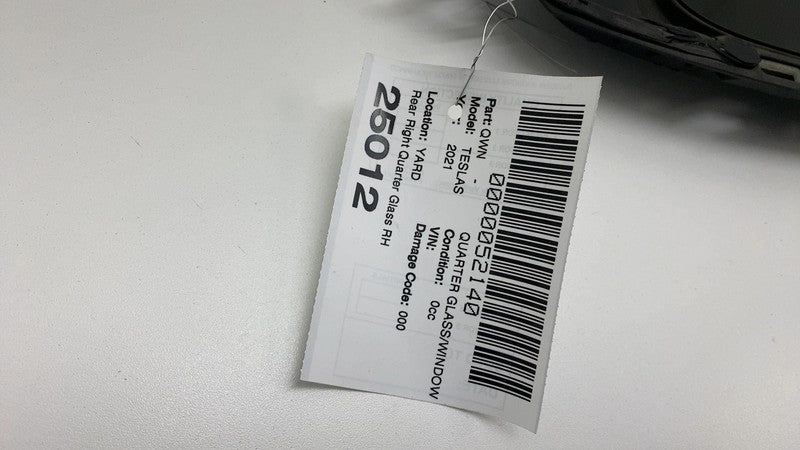 0000052140
Part: QWN - QUARTER GLASS/WINDOW
Model: TESLAS Condition: 0cc
2021 VIN:
Location: YARD Damage Code: 000
Rear Right Quarter Glass RH
25012